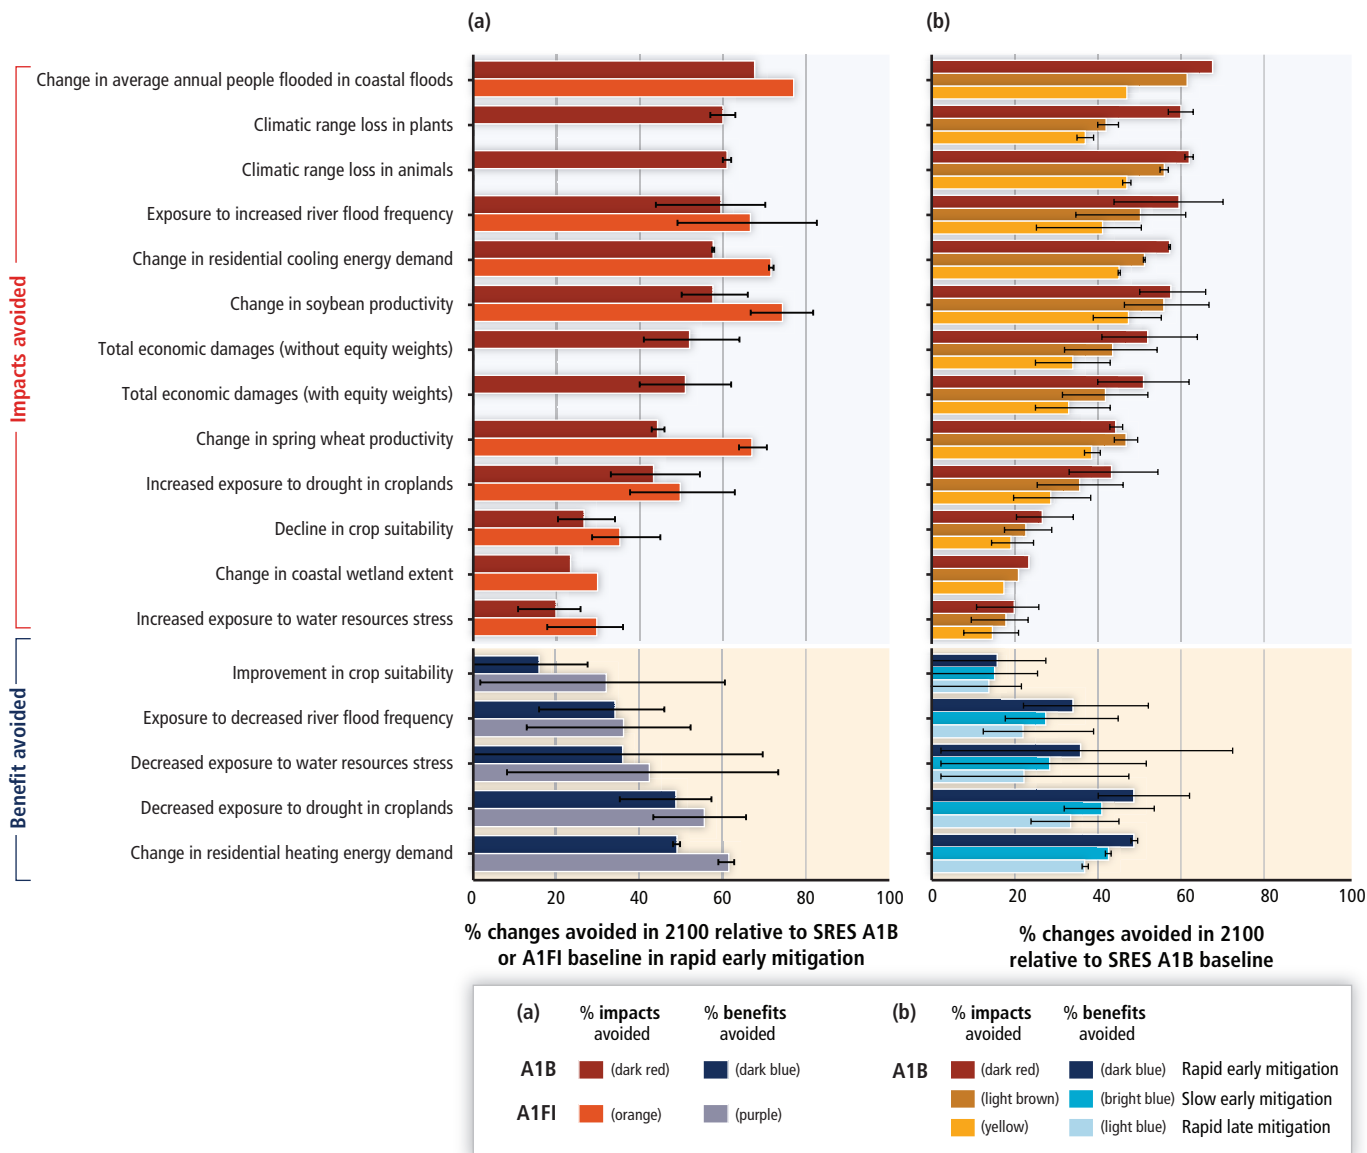 (a)
(b)
Impacts avoided
Change in average annual people flooded in coastal floods
Climatic range loss in plants
Climatic range loss in animals
Exposure to increased river flood frequency
Change in residential cooling energy demand
Change in soybean productivity
Total economic damages (without equity weights)
Total economic damages (with equity weights)
Change in spring wheat productivity
Increased exposure to drought in croplands
Decline in crop suitability
Change in coastal wetland extent
Increased exposure to water resources stress
Benefit avoided
Improvement in crop suitability
Exposure to decreased river flood frequency
Decreased exposure to water resources stress
Decreased exposure to drought in croplands
Change in residential heating energy demand
0 20 40 60 80 100
0 20 40 60 80 100
% changes avoided in 2100 relative to SRES A1B
or A1FI baseline in rapid early mitigation
% changes avoided in 2100
relative to SRES A1B baseline
(a) % impacts avoided % benefits avoided
A1B (dark red) (dark blue)
A1FI (orange) (purple)
(b) % impacts avoided % benefits avoided
A1B (dark red) (dark blue) Rapid early mitigation
(light brown) (bright blue) Slow early mitigation
(yellow) (light blue) Rapid late mitigation